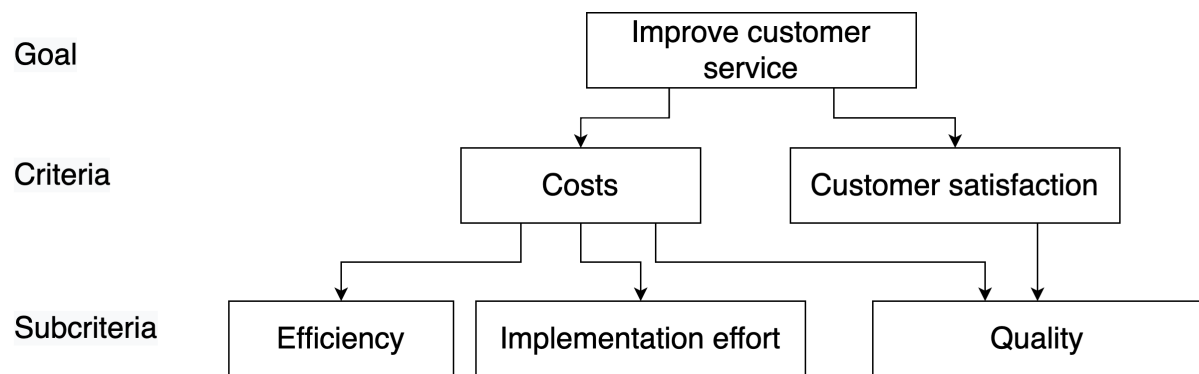 Goal
Improve customer
service
Criteria
Costs
Customer satisfaction
Subcriteria
Efficiency
Implementation effort
Quality